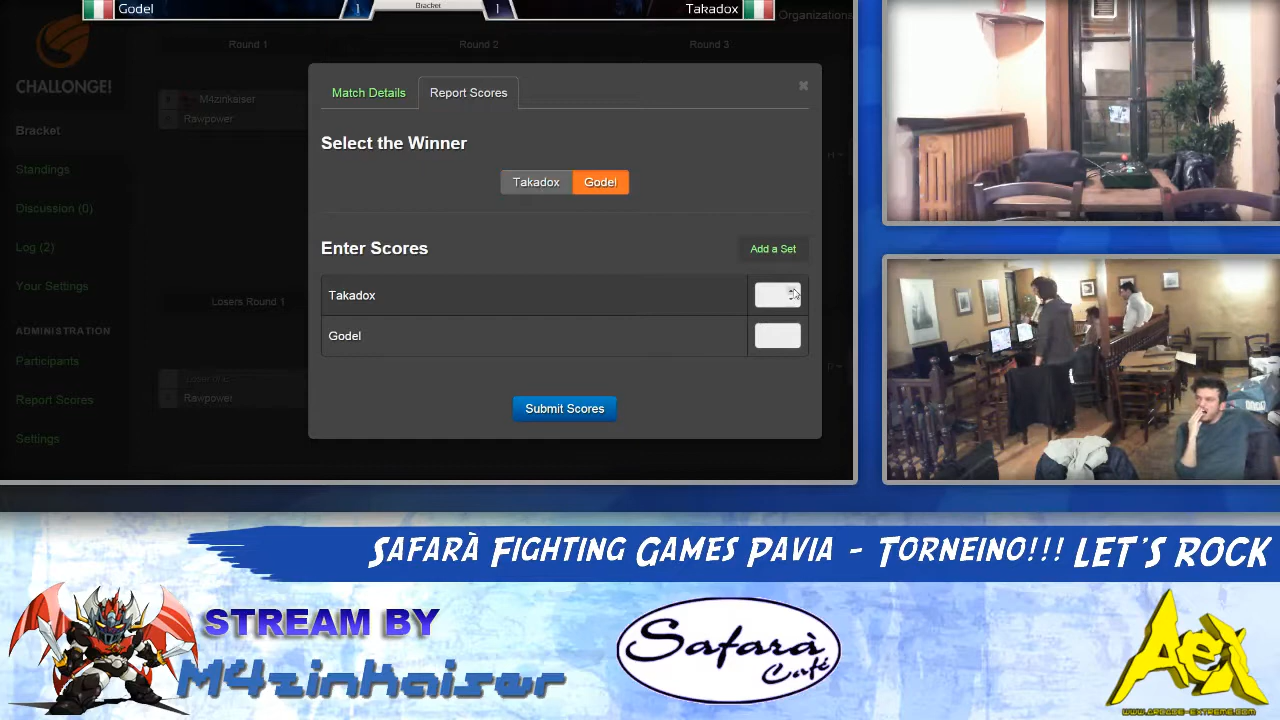 Godel
1
Bracket
1
Takadox
Organizations
CHALLONGE!
Round 1
Round 2
Round 3
M4zinkaiser
Rawpower
Bracket
Standings
Discussion (0)
Log (2)
Your Settings
ADMINISTRATION
Participants
Report Scores
Settings
Losers Round 1
Rawpower
Match Details
Report Scores
Select the Winner
Takadox
Godel
Enter Scores
Add a Set
Takadox
Godel
Submit Scores
SAFARÀ FIGHTING GAMES PAVIA - TORNEINO!!! LET'S ROCK
STREAM BY
M4zinkaiser
Safarà
Café
AeX